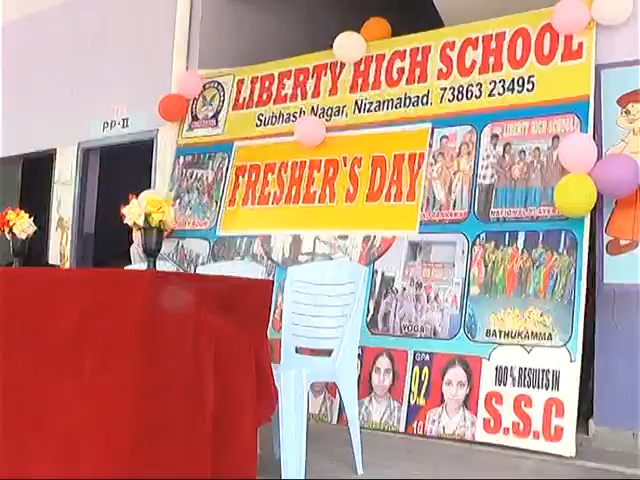 LIBERTY HIGH SCHOOL
Subhash Nagar, Nizamabad. 73863 23495
PP-II
FRESHER`S DAY
LIBERTY HIGH SCHOOL
YOGA
BATHUKAMMA
GPA
9.2
10
100% RESULTS IN
S.S.C